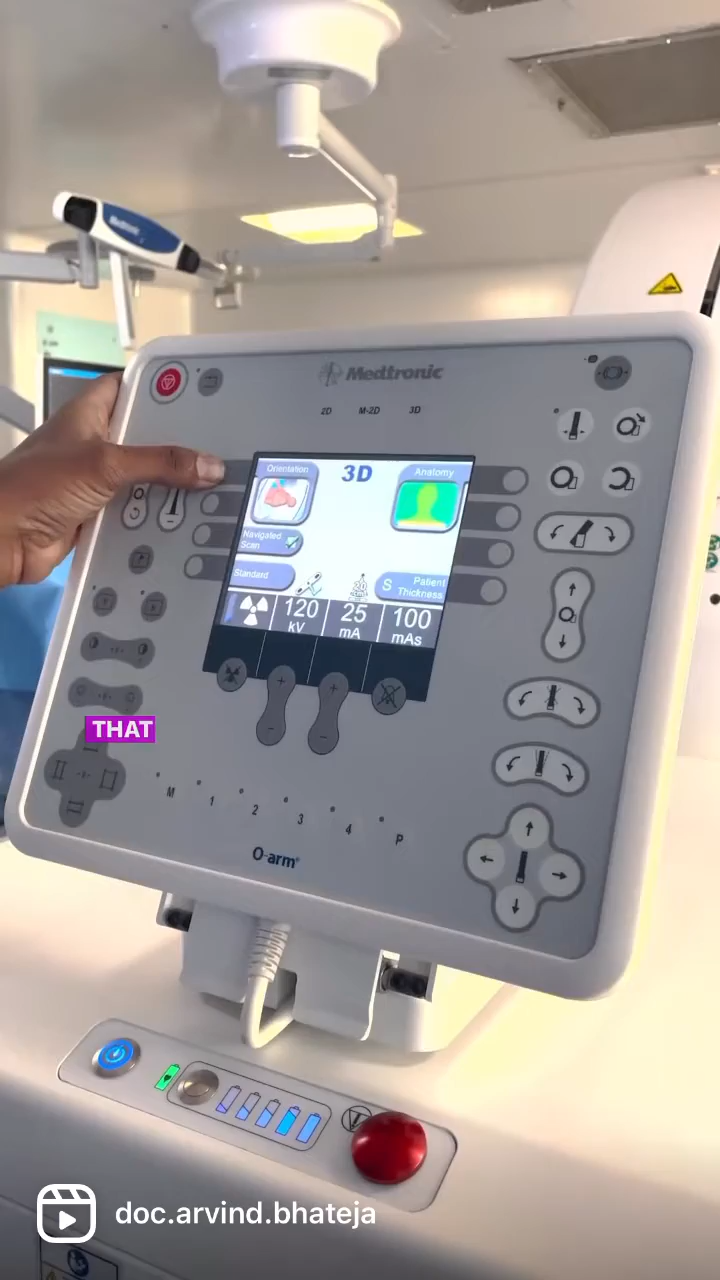 Medtronic
Medtronic
2D M-2D 3D
Orientation
3D
Anatomy
Navigated
Scan
Standard
S Patient
Thickness
120
kV
25
mA
100
mAs
THAT
M 1 2 3 4 P
O-arm®
doc.arvind.bhateja